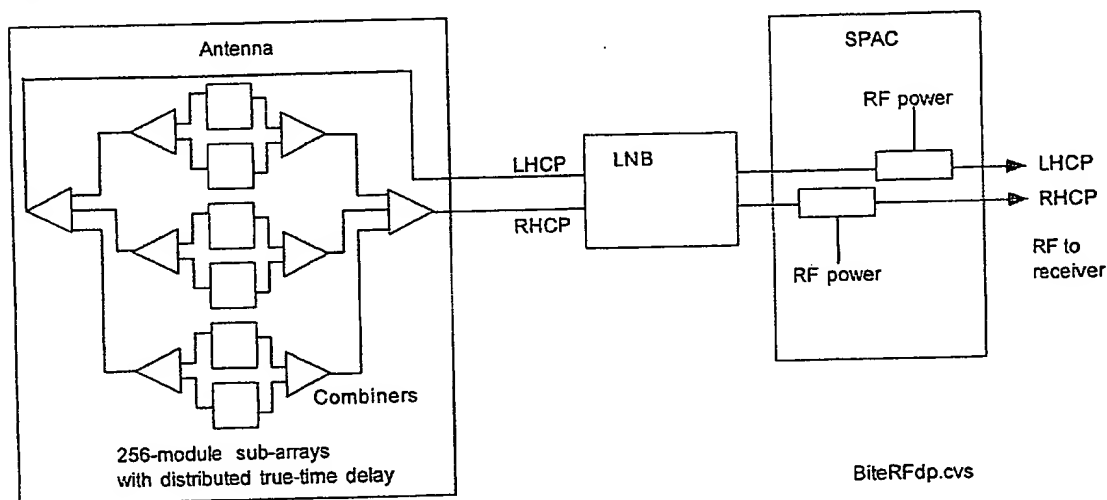 Antenna
SPAC
RF power
LHCP
LNB
LHCP
RHCP
RHCP
RF power
RF to
receiver
Combiners
256-module sub-arrays
with distributed true-time delay
BiteRFdp.cvs